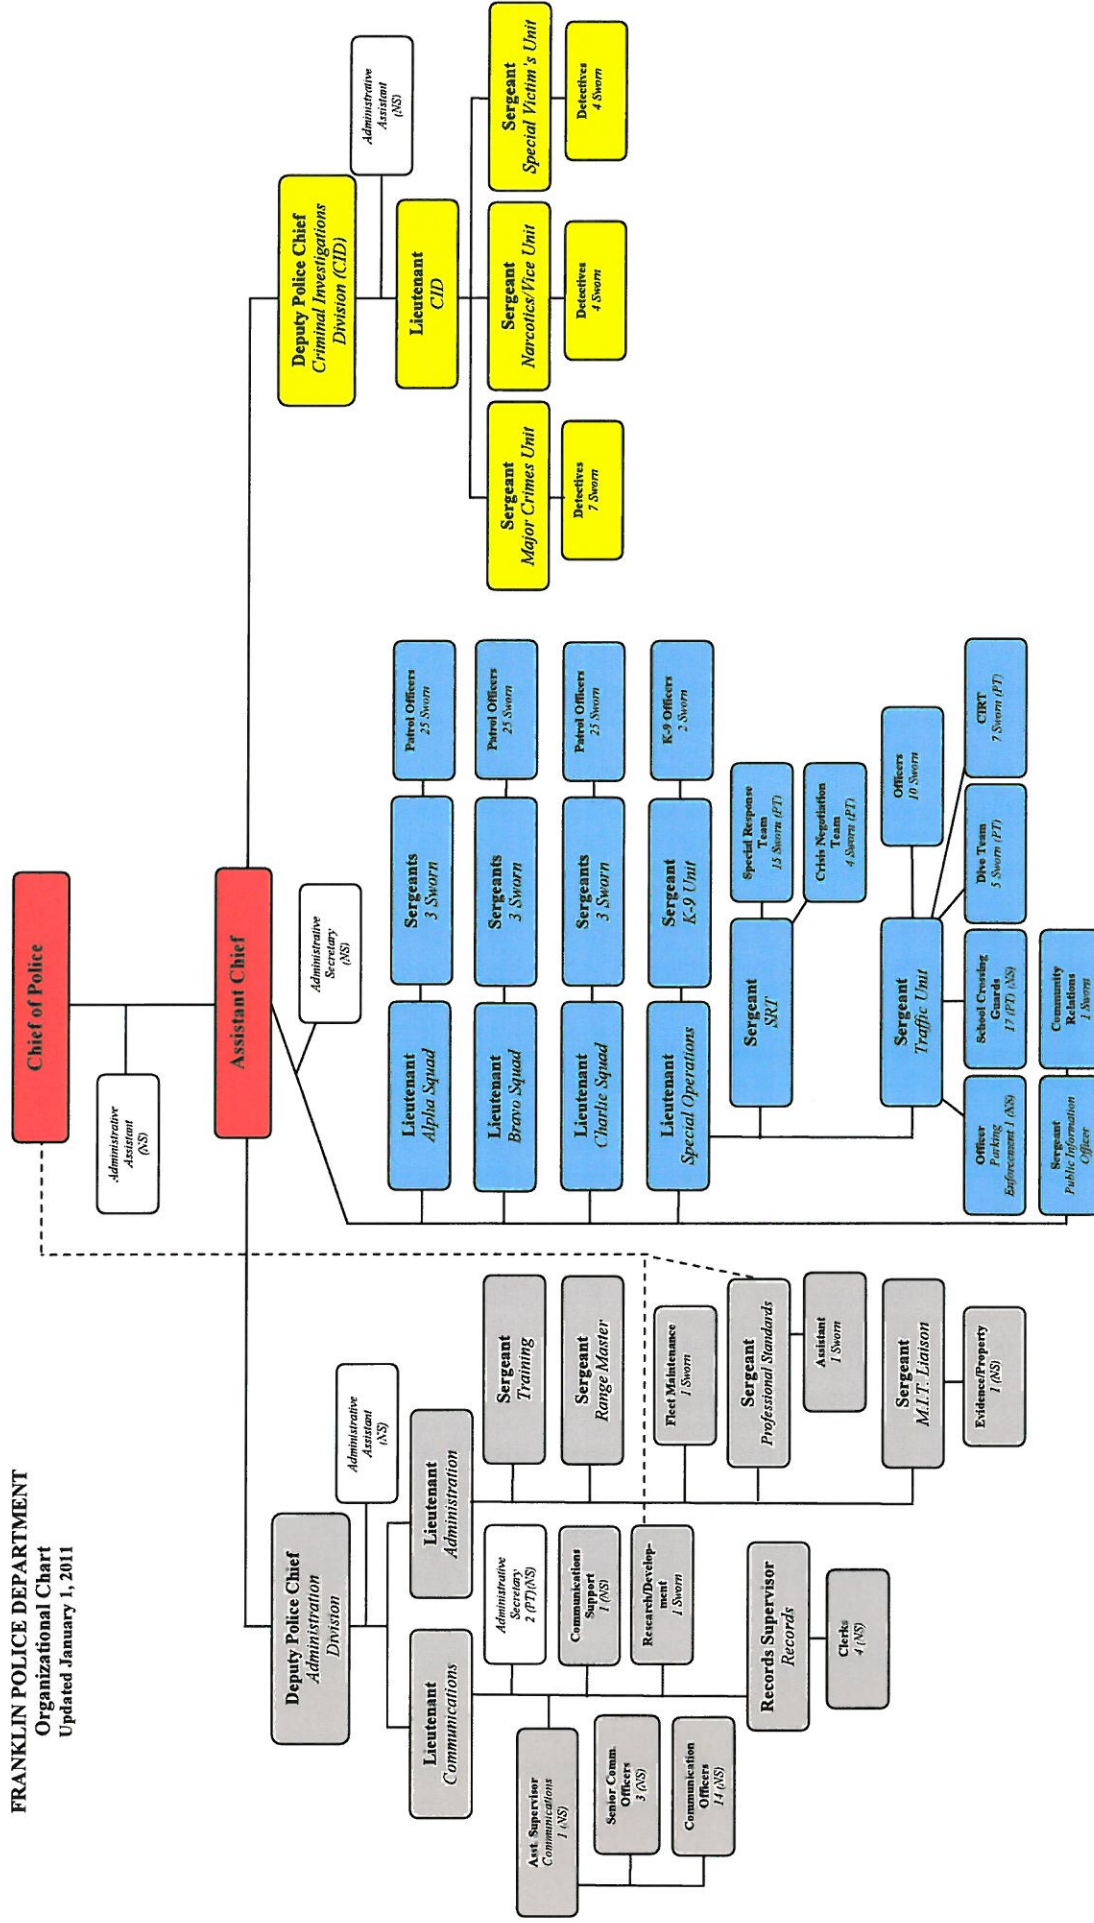 FRANKLIN POLICE DEPARTMENT
Organizational Chart
Updated January 1, 2011
Chief of Police
Administrative
Assistant
(NS)
Assistant Chief
Administrative
Secretary
(NS)
Deputy Police Chief
Administration
Division
Administrative
Assistant
(NS)
Lieutenant
Communications
Lieutenant
Administration
Administrative
Secretary
2 (PT)(NS)
Asst. Supervisor
Communications
1 (NS)
Communications
Support
1 (NS)
Senior Comm.
Officers
3 (NS)
Research/Develop-
ment
1 Sworn
Communication
Officers
14 (NS)
Records Supervisor
Records
Clerks
4 (NS)
Sergeant
Training
Sergeant
Range Master
Fleet Maintenance
1 Sworn
Sergeant
Professional Standards
Assistant
1 Sworn
Sergeant
M.I.T. Liaison
Evidence/Property
1 (NS)
Lieutenant
Alpha Squad
Sergeants
3 Sworn
Patrol Officers
25 Sworn
Lieutenant
Bravo Squad
Sergeants
3 Sworn
Patrol Officers
25 Sworn
Lieutenant
Charlie Squad
Sergeants
3 Sworn
Patrol Officers
25 Sworn
Lieutenant
Special Operations
Sergeant
K-9 Unit
K-9 Officers
2 Sworn
Sergeant
SRT
Special Response
Team
15 Sworn (PT)
Crisis Negotiation
Team
4 Sworn (PT)
Sergeant
Traffic Unit
Officers
10 Sworn
Officer
Parking
Enforcement 1 (NS)
School Crossing
Guards
17 (PT) (NS)
Dive Team
5 Sworn (PT)
CIRT
7 Sworn (PT)
Sergeant
Public Information
Officer
Community
Relations
1 Sworn
Deputy Police Chief
Criminal Investigations
Division (CID)
Administrative
Assistant
(NS)
Lieutenant
CID
Sergeant
Major Crimes Unit
Detectives
7 Sworn
Sergeant
Narcotics/Vice Unit
Detectives
4 Sworn
Sergeant
Special Victim's Unit
Detectives
4 Sworn